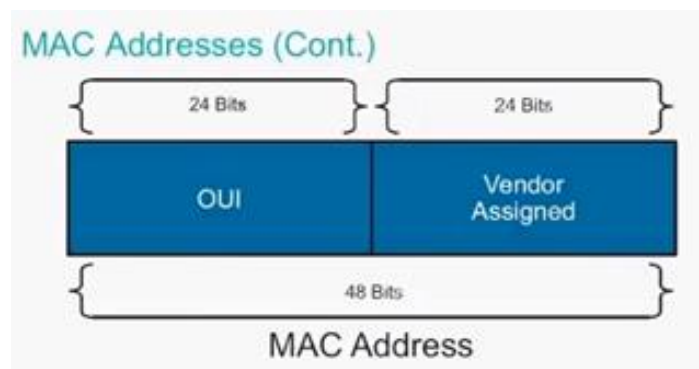 MAC Addresses (Cont.)
24 Bits 24 Bits
OUI
Vendor
Assigned
48 Bits
MAC Address